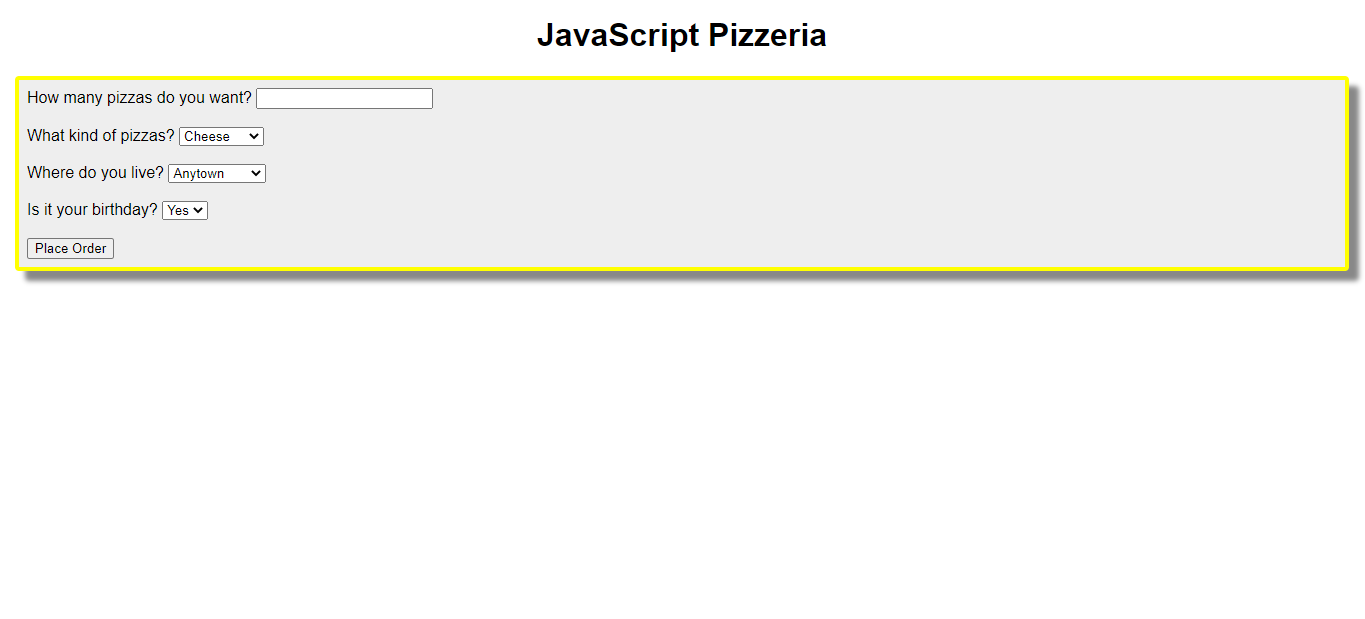 JavaScript Pizzeria
How many pizzas do you want?
What kind of pizzas? Cheese
Where do you live? Anytown
Is it your birthday? Yes
Place Order